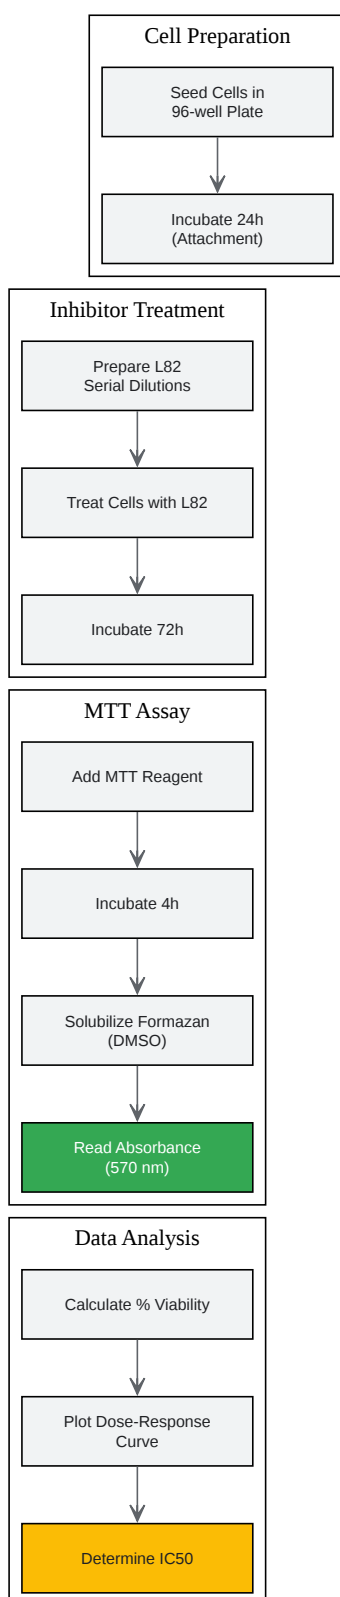 Cell Preparation
Seed Cells in
96-well Plate
Incubate 24h
(Attachment)
Inhibitor Treatment
Prepare L82
Serial Dilutions
Treat Cells with L82
Incubate 72h
MTT Assay
Add MTT Reagent
Incubate 4h
Solubilize Formazan
(DMSO)
Read Absorbance
(570 nm)
Data Analysis
Calculate % Viability
Plot Dose-Response
Curve
Determine IC50